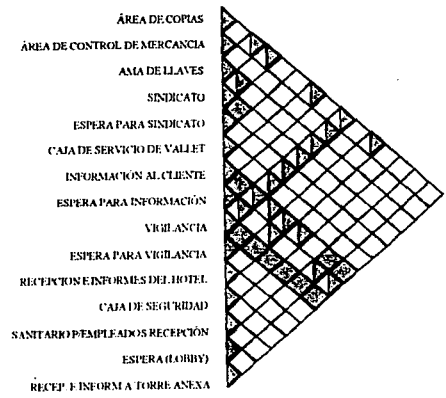 ÁREA DE COPIAS
ÁREA DE CONTROL DE MERCANCIA
AMA DE LLAVES
SINDICATO
ESPERA PARA SINDICATO
CAJA DE SERVICIO DE VALLET
INFORMACIÓN AL CLIENTE
ESPERA PARA INFORMACIÓN
VIGILANCIA
ESPERA PARA VIGILANCIA
RECEPCION E INFORMES DEL HOTEL
CAJA DE SEGURIDAD
SANITARIO P/EMPLEADOS RECEPCIÓN
ESPERA (LOBBY)
RECEP. E INFORM A TORRE ANEXA